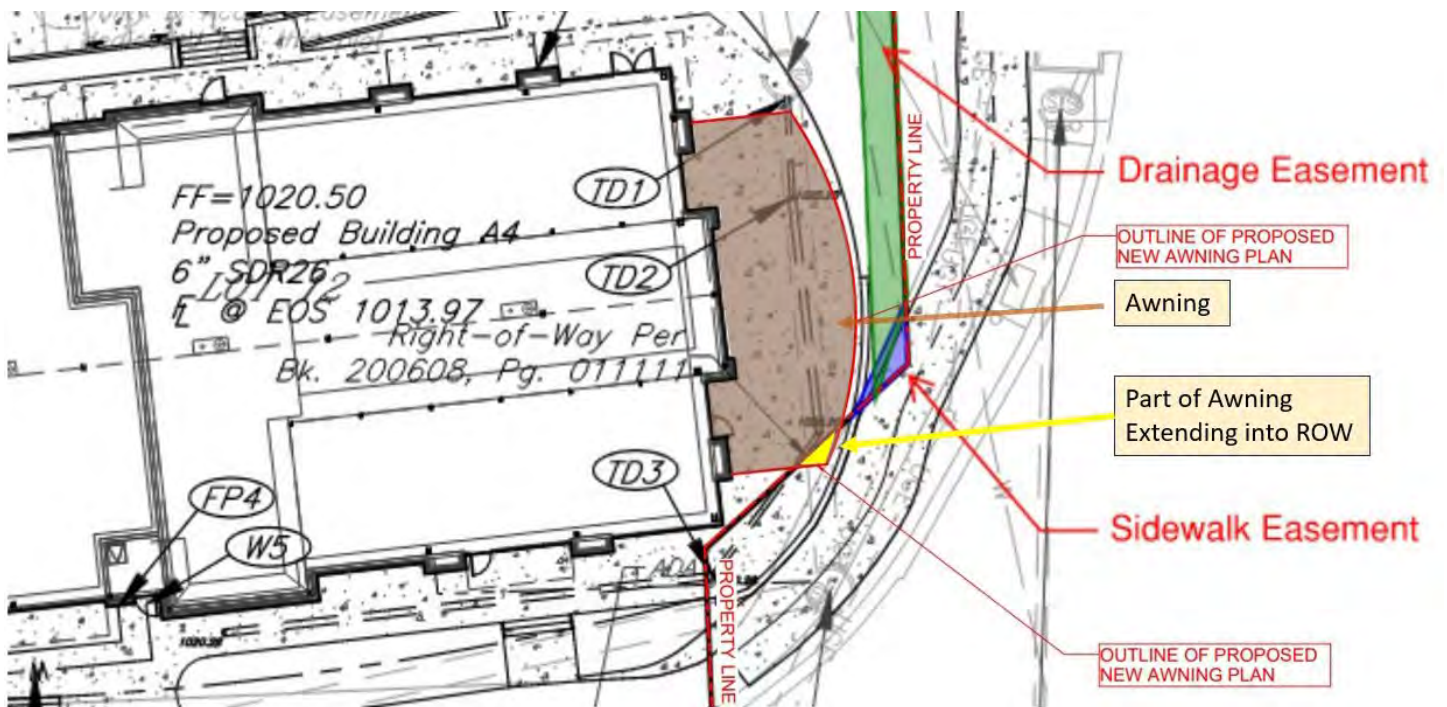 Drainage Easement
PROPERTY LINE
OUTLINE OF PROPOSED
NEW AWNING PLAN
Awning
Part of Awning
Extending into ROW
Sidewalk Easement
OUTLINE OF PROPOSED
NEW AWNING PLAN
PROPERTY LINE
TD1
TD2
TD3
FF=1020.50
Proposed Building A4
6" SDR26
@ EOS 1013.97
Right-of-Way Per
Bk. 200608, Pg. 011111
FP4
W5
ADA
W